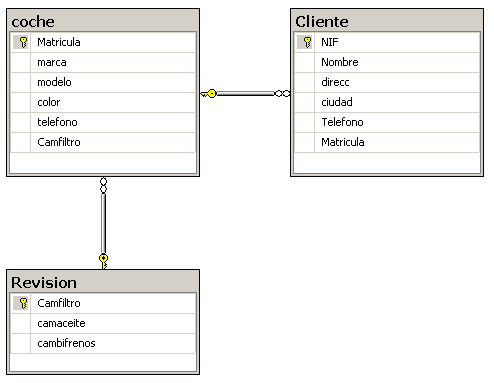 coche
Matricula
marca
modelo
color
telefono
Camfiltro
Cliente
NIF
Nombre
direcc
ciudad
Telefono
Matricula
Revision
Camfiltro
camaceite
cambifrenos